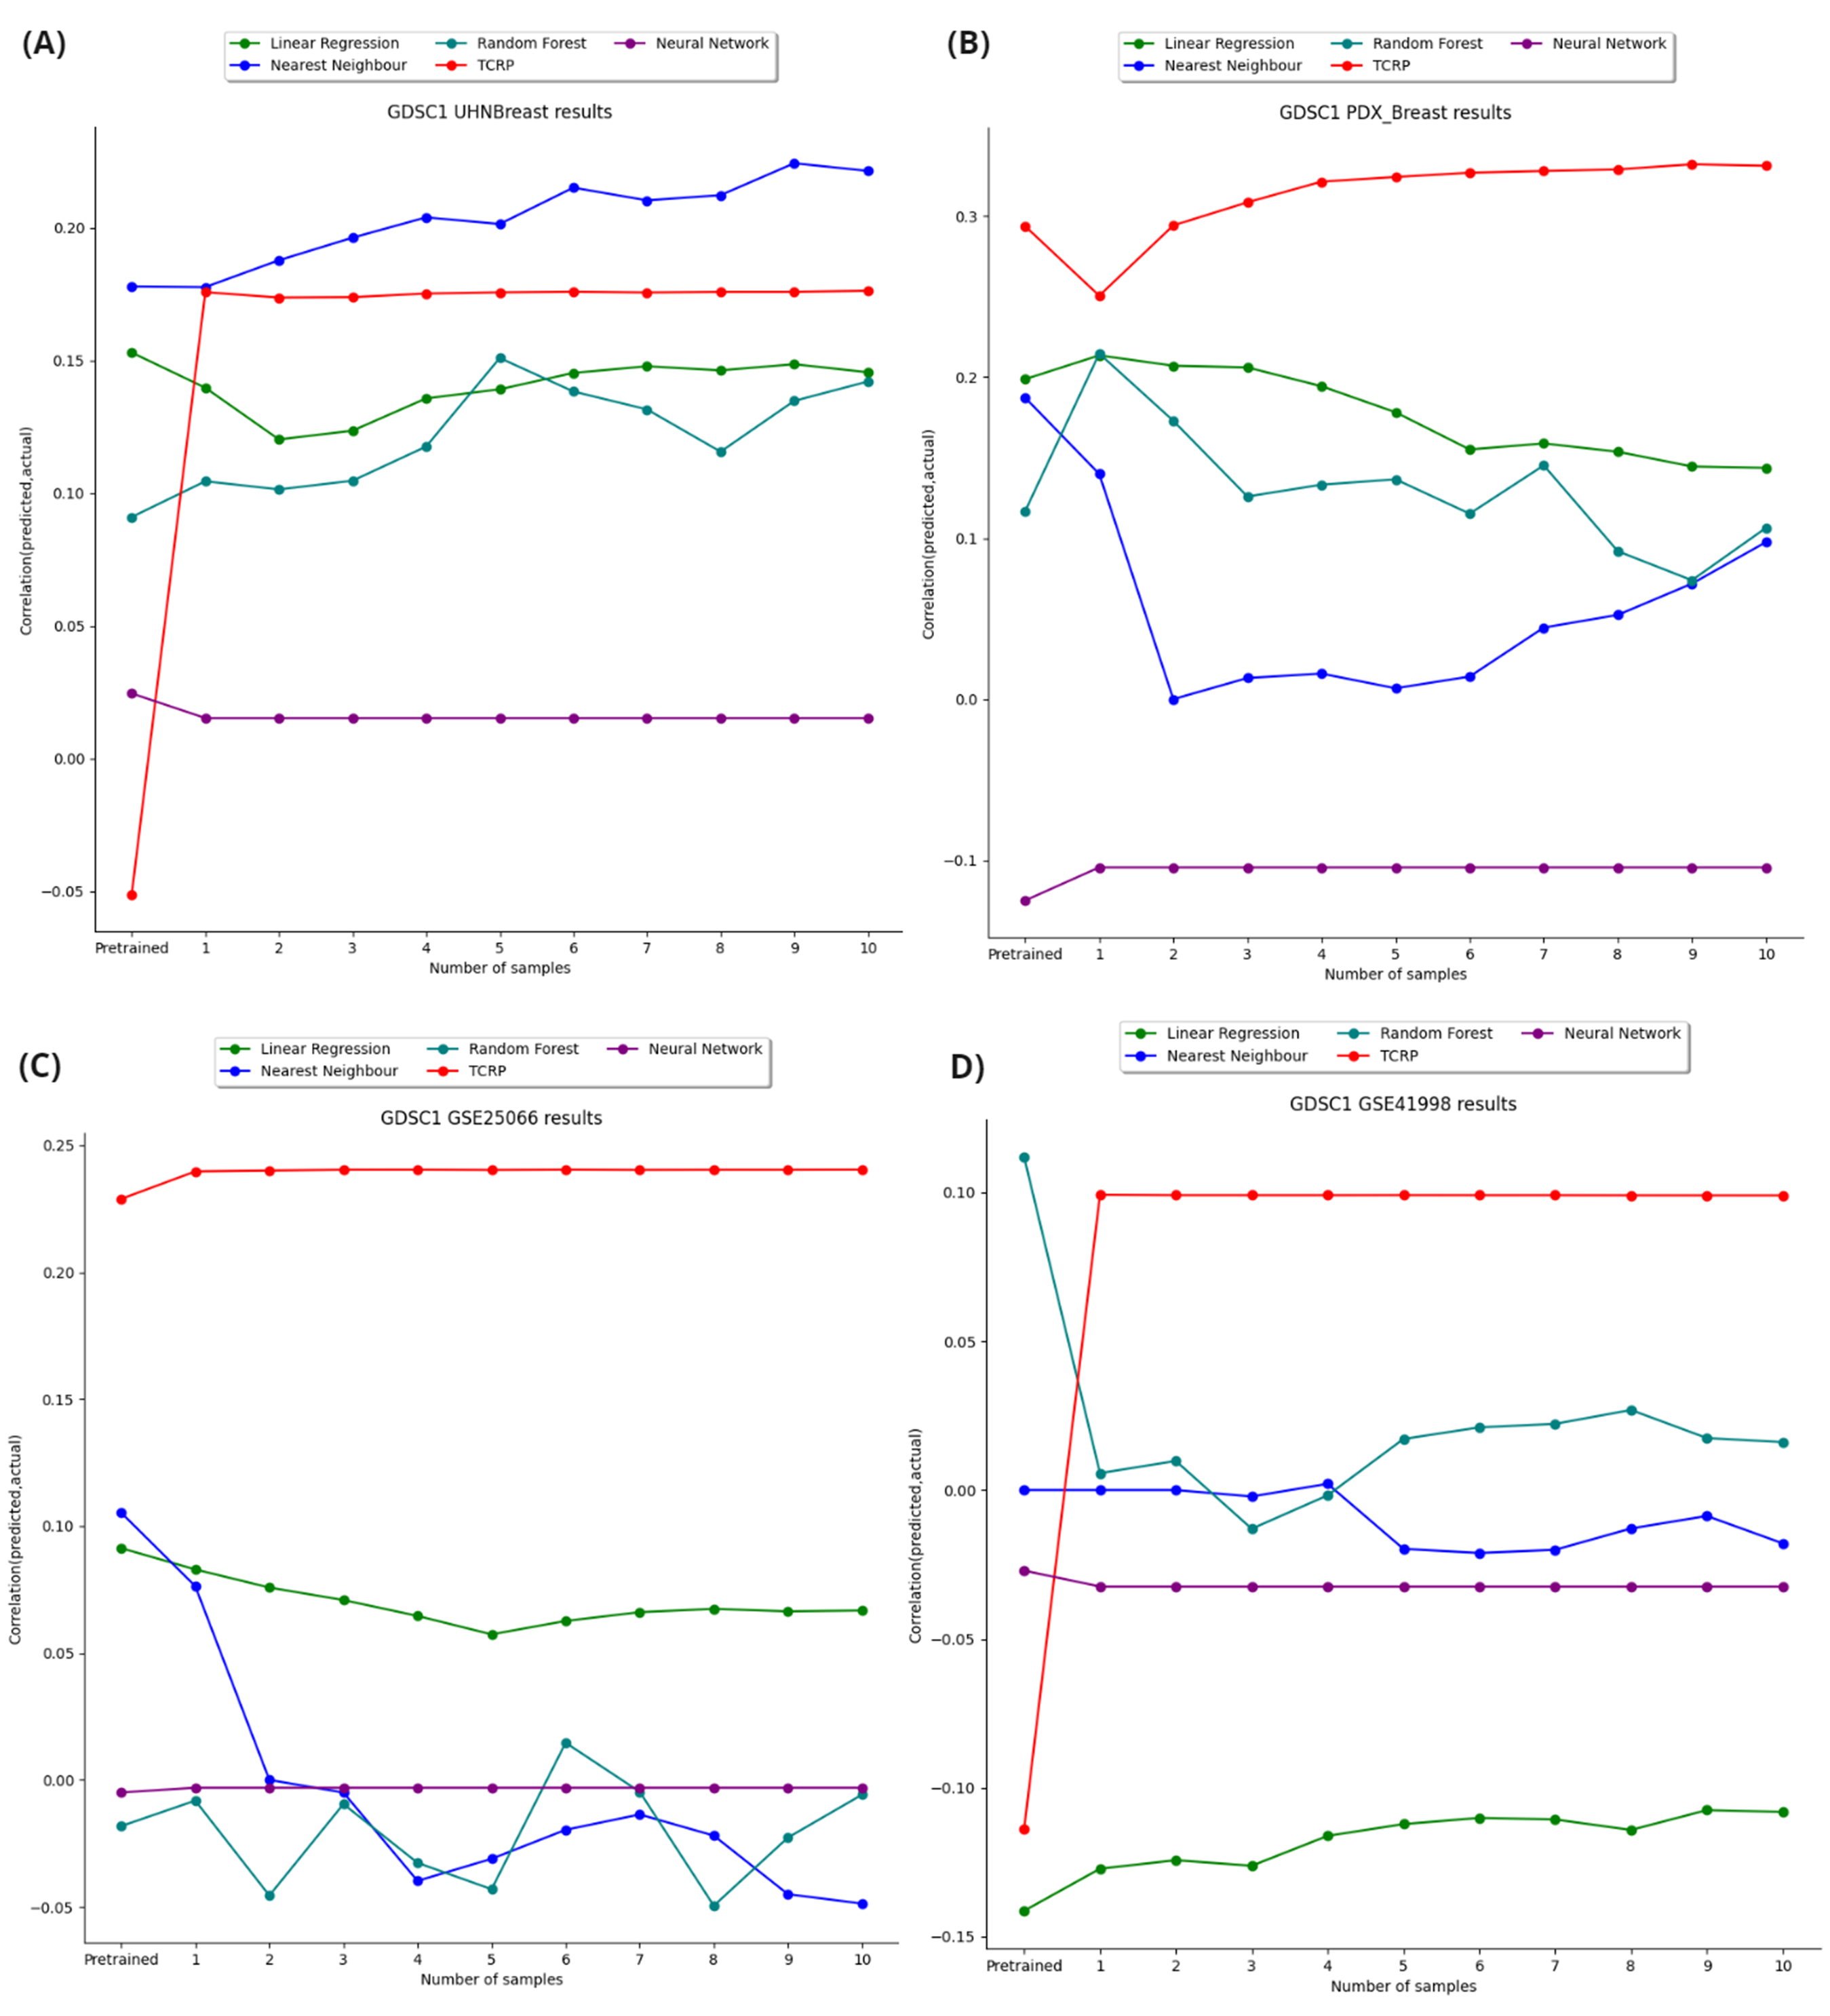 (A)
Linear Regression Random Forest Neural Network
Nearest Neighbour TCRP
GDSC1 UHNBreast results
Correlation(predicted,actual)
0.20
0.15
0.10
0.05
0.00
−0.05
Pretrained 1 2 3 4 5 6 7 8 9 10
Number of samples
(B)
Linear Regression Random Forest Neural Network
Nearest Neighbour TCRP
GDSC1 PDX_Breast results
Correlation(predicted,actual)
0.3
0.2
0.1
0.0
−0.1
Pretrained 1 2 3 4 5 6 7 8 9 10
Number of samples
(C)
Linear Regression Random Forest Neural Network
Nearest Neighbour TCRP
GDSC1 GSE25066 results
Correlation(predicted,actual)
0.25
0.20
0.15
0.10
0.05
0.00
−0.05
Pretrained 1 2 3 4 5 6 7 8 9 10
Number of samples
D)
Linear Regression Random Forest Neural Network
Nearest Neighbour TCRP
GDSC1 GSE41998 results
Correlation(predicted,actual)
0.10
0.05
0.00
−0.05
−0.10
−0.15
Pretrained 1 2 3 4 5 6 7 8 9 10
Number of samples